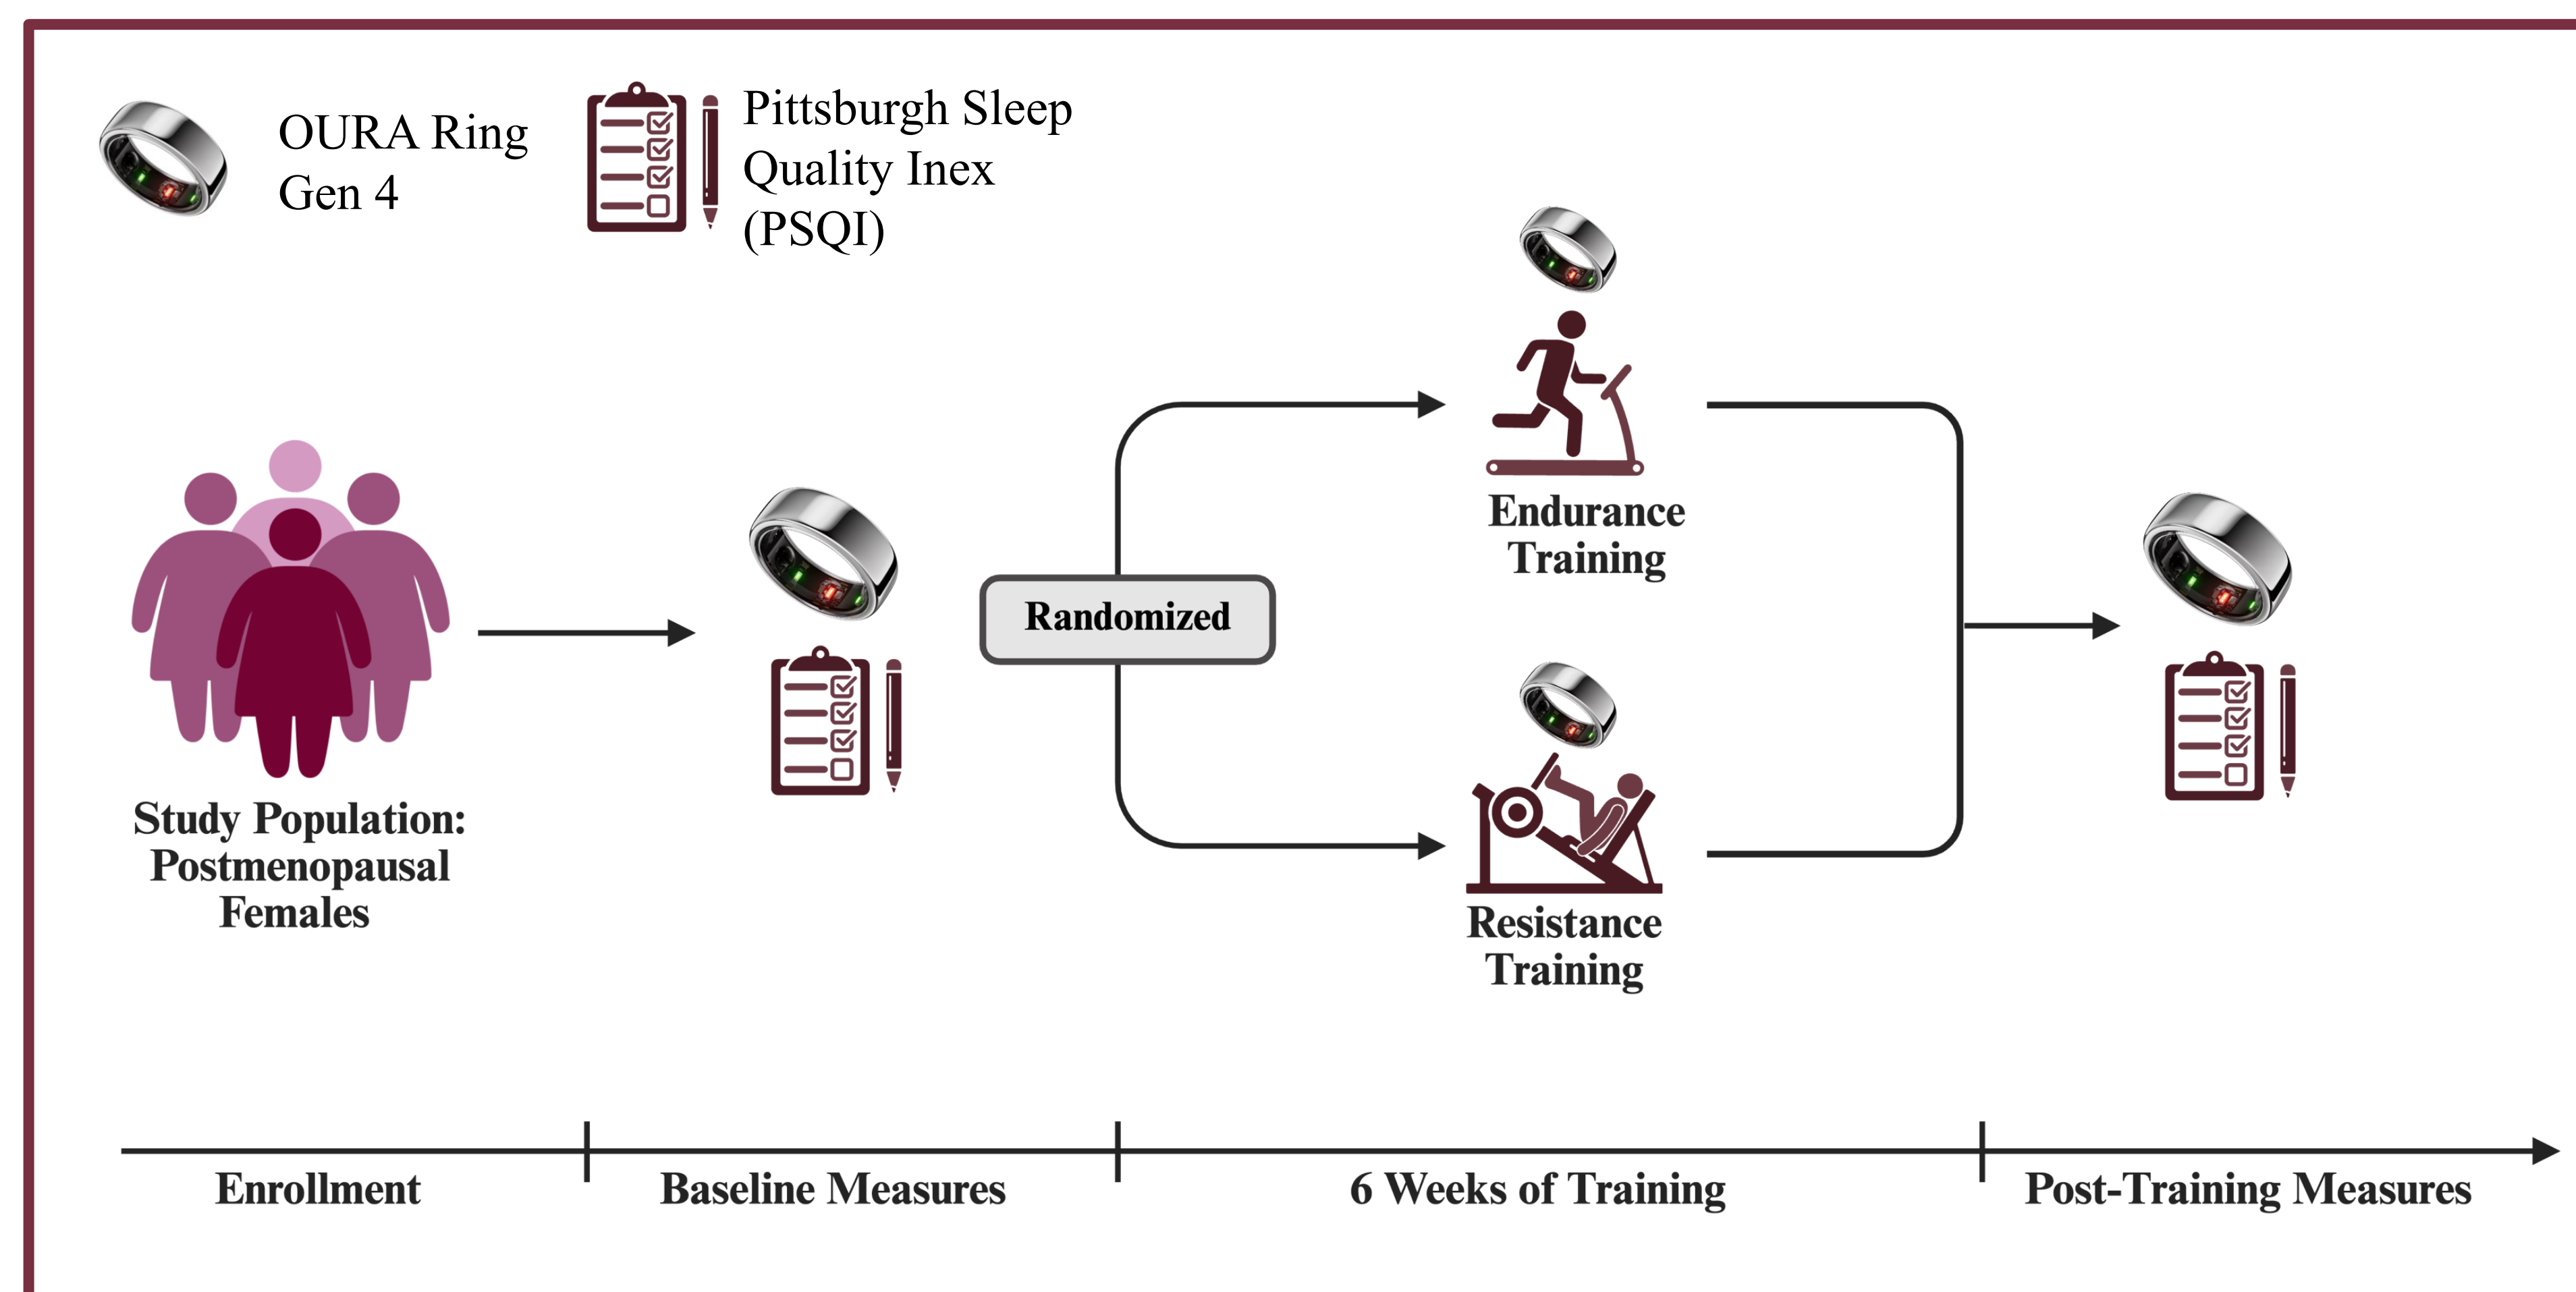 OURA Ring
Gen 4
Pittsburgh Sleep
Quality Inex
(PSQI)
Endurance
Training
Randomized
Resistance
Training
Study Population:
Postmenopausal
Females
Enrollment
Baseline Measures
6 Weeks of Training
Post-Training Measures